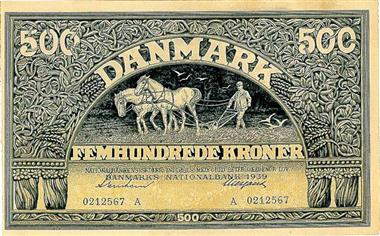 500 500
DANMARK
FEMHUNDREDE KRONER
DANMARKS NATIONALBANK 1939
0212567 A A 0212567
500